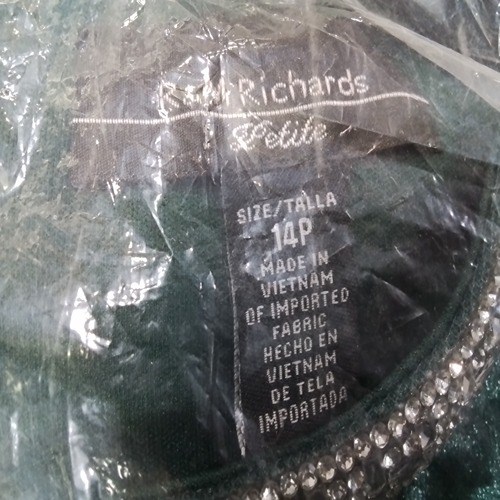 R&M Richards
Petite
SIZE/TALLA
14P
MADE IN
VIETNAM
OF IMPORTED
FABRIC
HECHO EN
VIETNAM
DE TELA
IMPORTADA